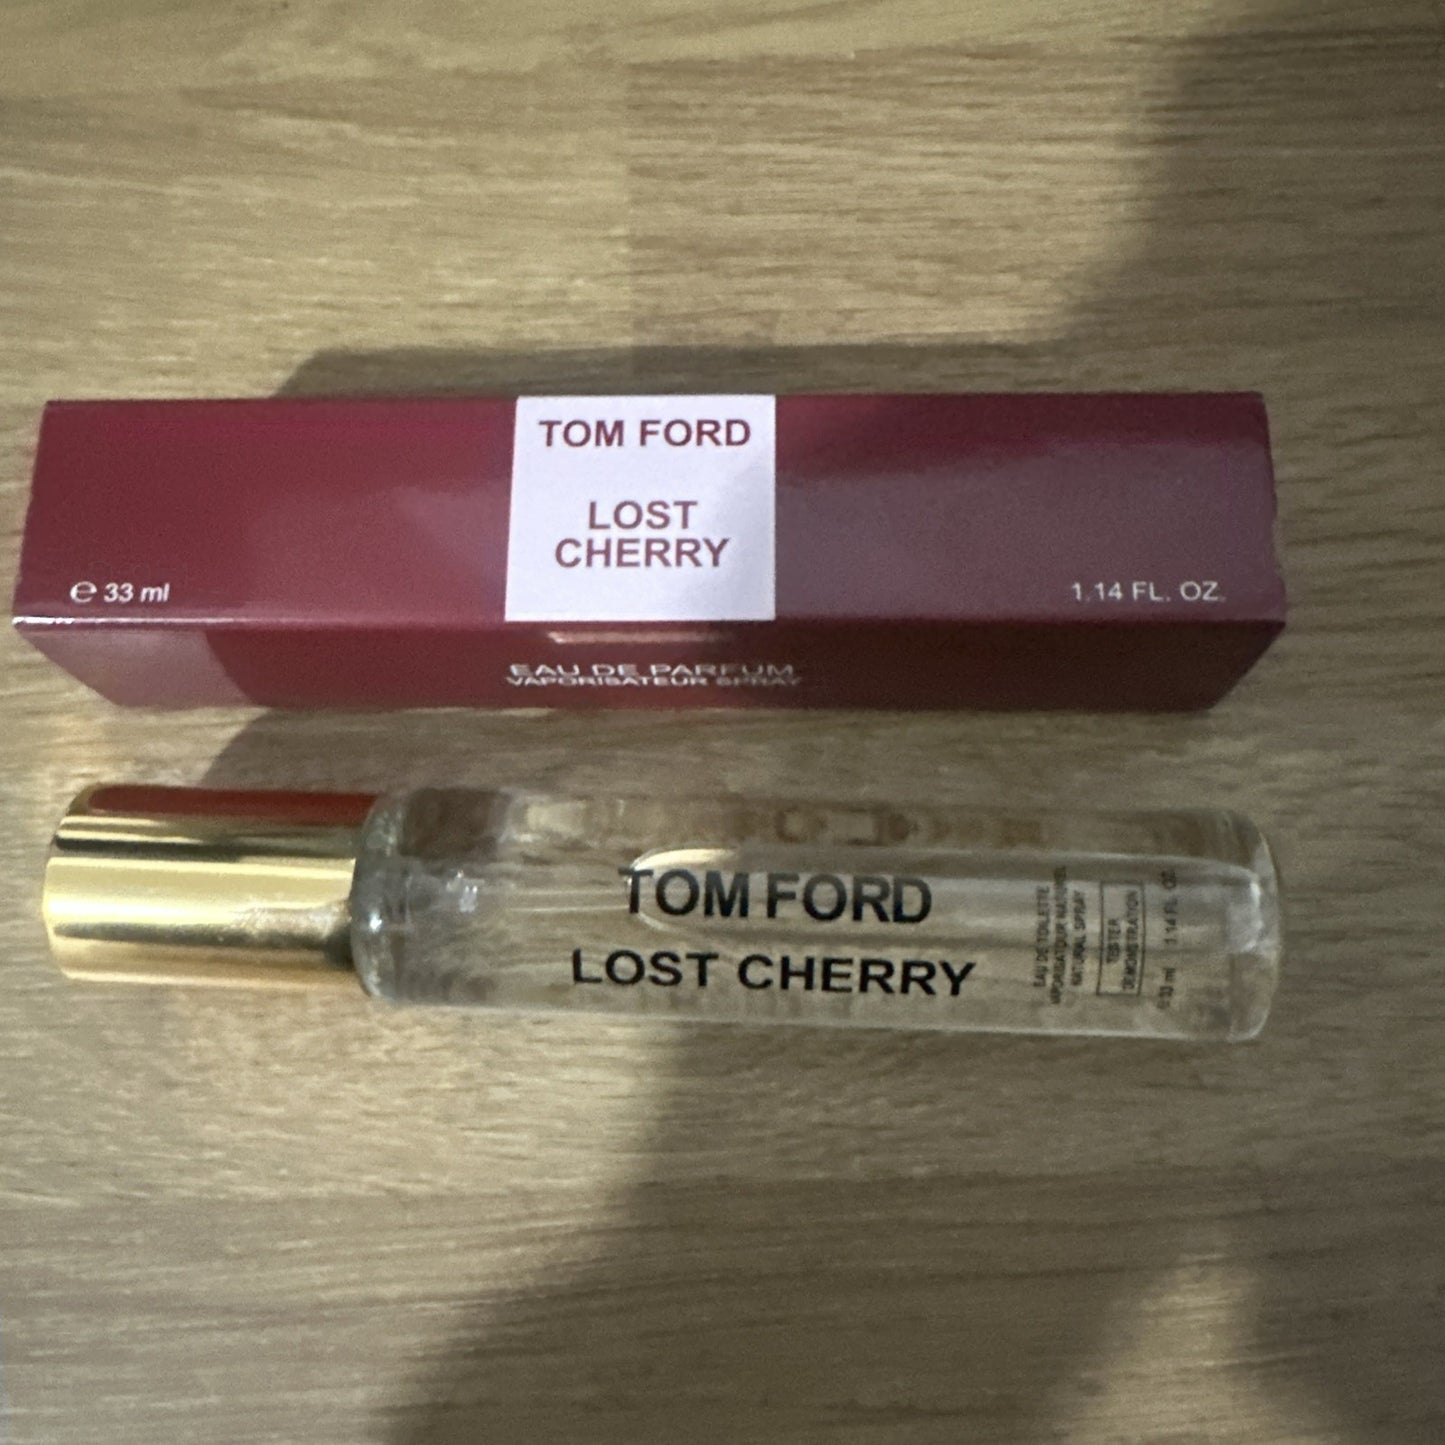 TOM FORD
LOST
CHERRY
℮ 33 ml
1.14 FL. OZ.
EAU DE PARFUM
VAPORISATEUR SPRAY
TOM FORD
LOST CHERRY
EAU DE TOILETTE
VAPORISATEUR NATUREL
NATURAL SPRAY
TESTER
DEMONSTRATION
℮ 33 ml 1.14 FL. OZ.